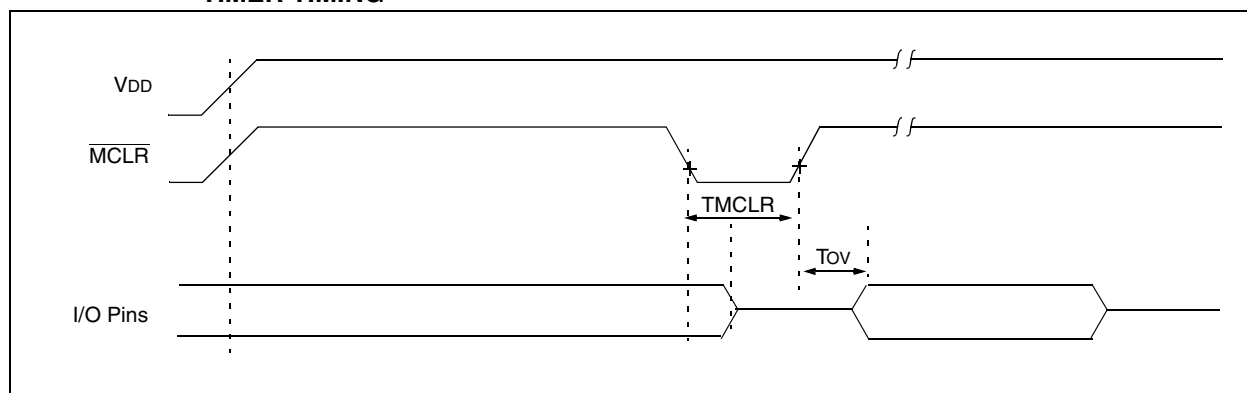 TIMER TIMING
VDD
MCLR
TMCLR
TOV
I/O Pins